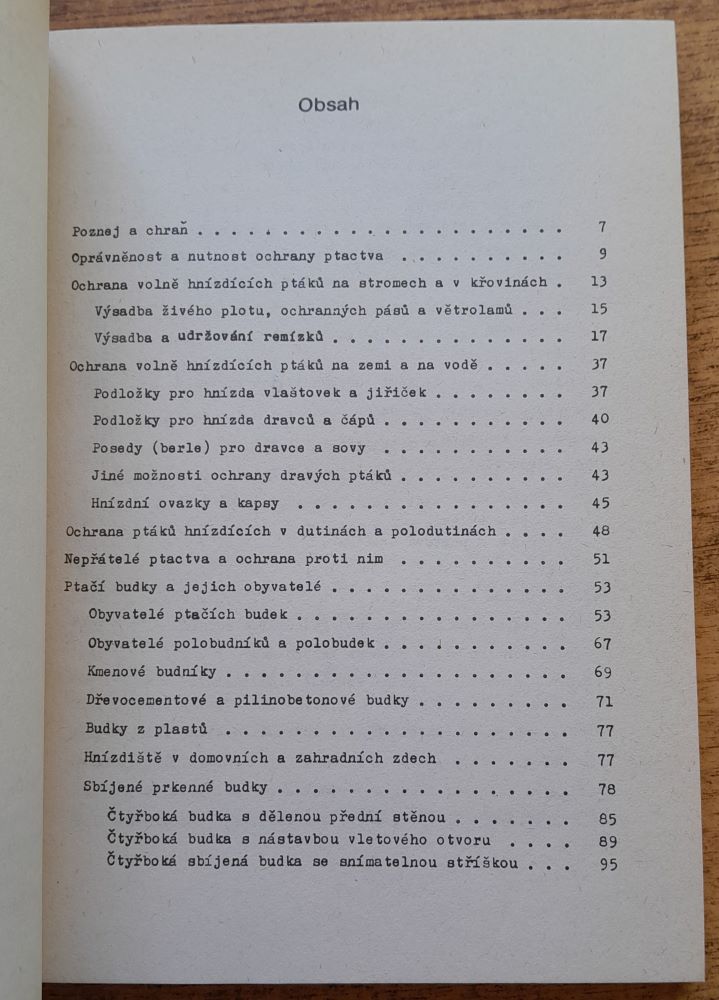 Obsah
Poznej a chraň . . . . . . . . . . . . . . . . . . . . . . . 7
Oprávněnost a nutnost ochrany ptactva . . . . . . . . . . 9
Ochrana volně hnízdících ptáků na stromech a v křovinách . 13
Výsadba živého plotu, ochranných pásů a větrolamů . . . 15
Výsadba a udržování remízků . . . . . . . . . . . . . . . 17
Ochrana volně hnízdících ptáků na zemi a na vodě . . . . . 37
Podložky pro hnízda vlaštovek a jiřiček . . . . . . . . 37
Podložky pro hnízda dravců a čápů . . . . . . . . . . . 40
Posedy (berle) pro dravce a sovy . . . . . . . . . . . 43
Jiné možnosti ochrany dravých ptáků . . . . . . . . . . 43
Hnízdní ovazky a kapsy . . . . . . . . . . . . . . . . 45
Ochrana ptáků hnízdících v dutinách a polodutinách . . . . 48
Nepřátelé ptactva a ochrana proti nim . . . . . . . . . . 51
Ptačí budky a jejich obyvatelé . . . . . . . . . . . . . . 53
Obyvatelé ptačích budek . . . . . . . . . . . . . . . . 53
Obyvatelé polobudníků a polobudek . . . . . . . . . . . 67
Kmenové budníky . . . . . . . . . . . . . . . . . . . . 69
Dřevocementové a pilinobetonové budky . . . . . . . . . 71
Budky z plastů . . . . . . . . . . . . . . . . . . . . 77
Hnízdiště v domovních a zahradních zdech . . . . . . . 77
Sbíjené prkenné budky . . . . . . . . . . . . . . . . . 78
Čtyřboká budka s dělenou přední stěnou . . . . . . . 85
Čtyřboká budka s nástavbou vletového otvoru . . . . 89
Čtyřboká sbíjená budka se snímatelnou stříškou . . . 95